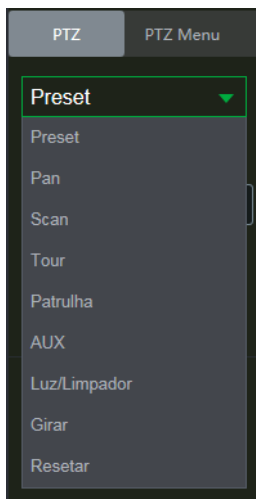 PTZ PTZ Menu
Preset
Preset
Pan
Scan
Tour
Patrulha
AUX
Luz/Limpador
Girar
Resetar